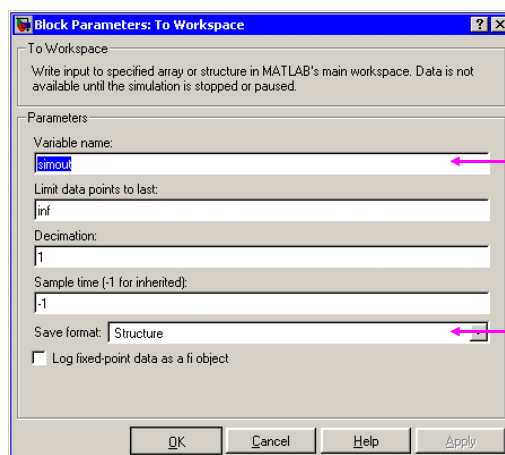 Block Parameters: To Workspace
To Workspace
Write input to specified array or structure in MATLAB's main workspace. Data is not
available until the simulation is stopped or paused.
Parameters
Variable name:
simout
Limit data points to last:
inf
Decimation:
1
Sample time (-1 for inherited):
-1
Save format: Structure
Log fixed-point data as a fi object
OK Cancel Help Apply